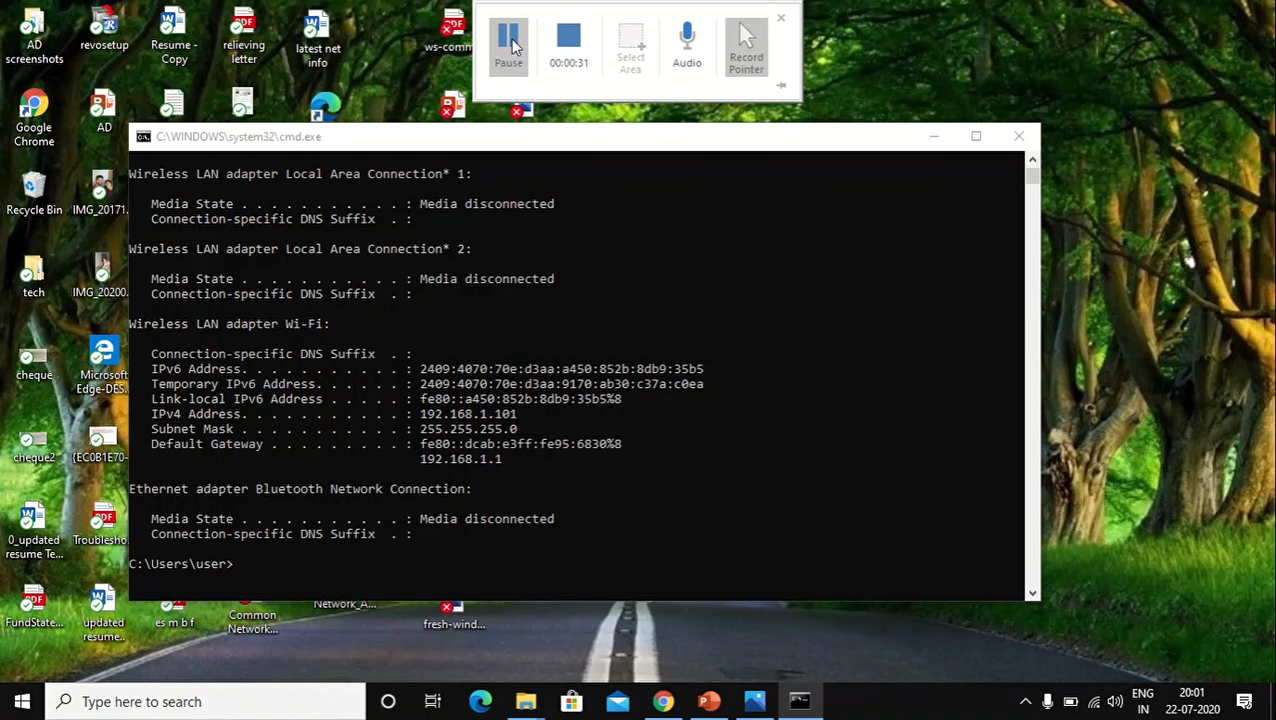 AD
screenshots
revosetup
Resume -
Copy
relieving
letter
latest net
info
ws-comm
Pause
00:00:31
Select
Area
Audio
Record
Pointer
Google
Chrome
AD
C:\WINDOWS\system32\cmd.exe
Wireless LAN adapter Local Area Connection* 1:
Media State . . . . . . . . . . . : Media disconnected
Connection-specific DNS Suffix . :
Wireless LAN adapter Local Area Connection* 2:
Media State . . . . . . . . . . . : Media disconnected
Connection-specific DNS Suffix . :
Wireless LAN adapter Wi-Fi:
Connection-specific DNS Suffix . :
IPv6 Address. . . . . . . . . . . : 2409:4070:70e:d3aa:a450:852b:8db9:35b5
Temporary IPv6 Address. . . . . . : 2409:4070:70e:d3aa:9170:ab30:c37a:c0ea
Link-local IPv6 Address . . . . . : fe80::a450:852b:8db9:35b5%8
IPv4 Address. . . . . . . . . . . : 192.168.1.101
Subnet Mask . . . . . . . . . . . : 255.255.255.0
Default Gateway . . . . . . . . . : fe80::dcab:e3ff:fe95:6830%8
192.168.1.1
Ethernet adapter Bluetooth Network Connection:
Media State . . . . . . . . . . . : Media disconnected
Connection-specific DNS Suffix . :
C:\Users\user>
Recycle Bin
IMG_20171...
tech
IMG_20200...
cheque
Microsoft
Edge-DES...
cheque2
{EC0B1E70-...
0_updated
resume Te...
Troublesho...
FundState...
updated
resume..
es m b f
Common
Network...
Network_A...
fresh-wind...
Type here to search
ENG
IN
20:01
22-07-2020